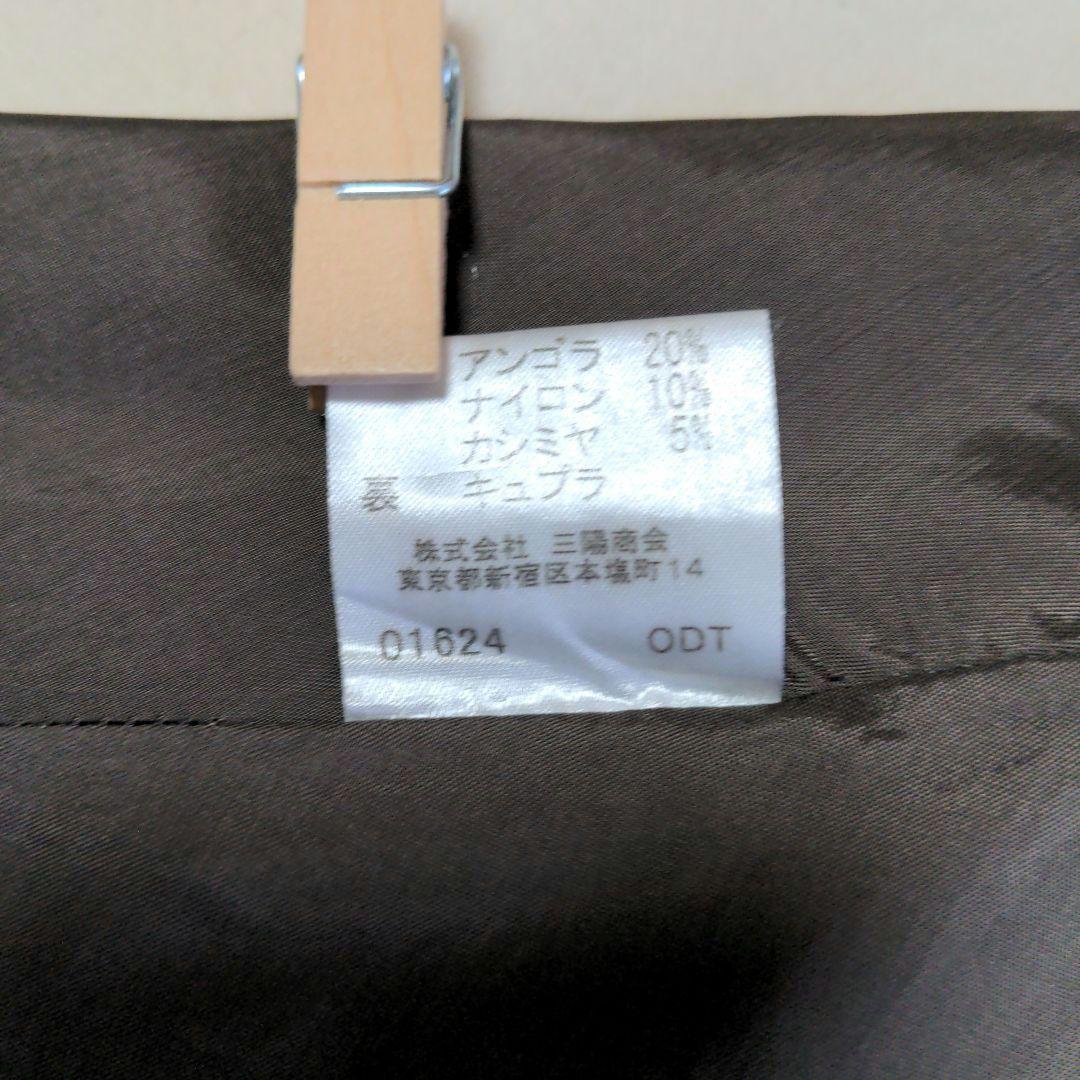 アンゴラ 20%
ナイロン 10%
カシミヤ 5%
裏 キュプラ
株式会社 三陽商会
東京都新宿区本塩町14
01624 ODT